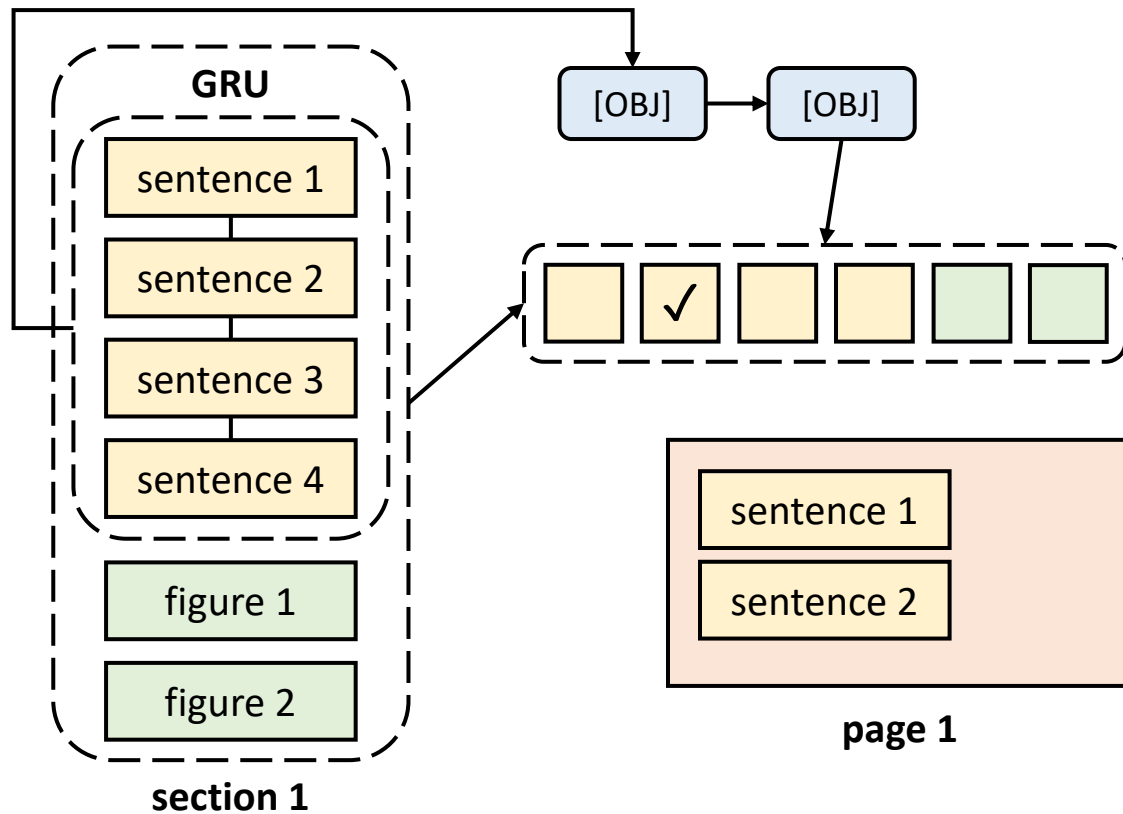 GRU
sentence 1
sentence 2
sentence 3
sentence 4
figure 1
figure 2
section 1
[OBJ]
[OBJ]
✓
sentence 1
sentence 2
page 1